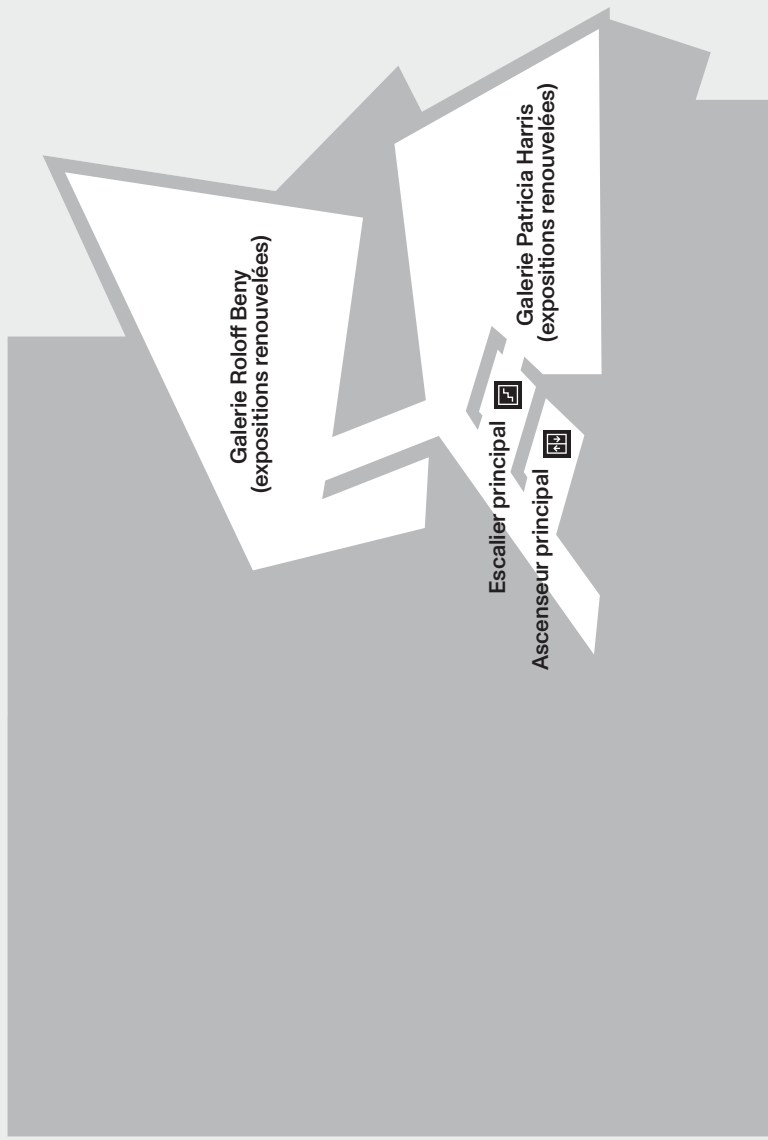 Galerie Roloff Beny
(expositions renouvelées)
Galerie Patricia Harris
(expositions renouvelées)
Escalier principal
Ascenseur principal